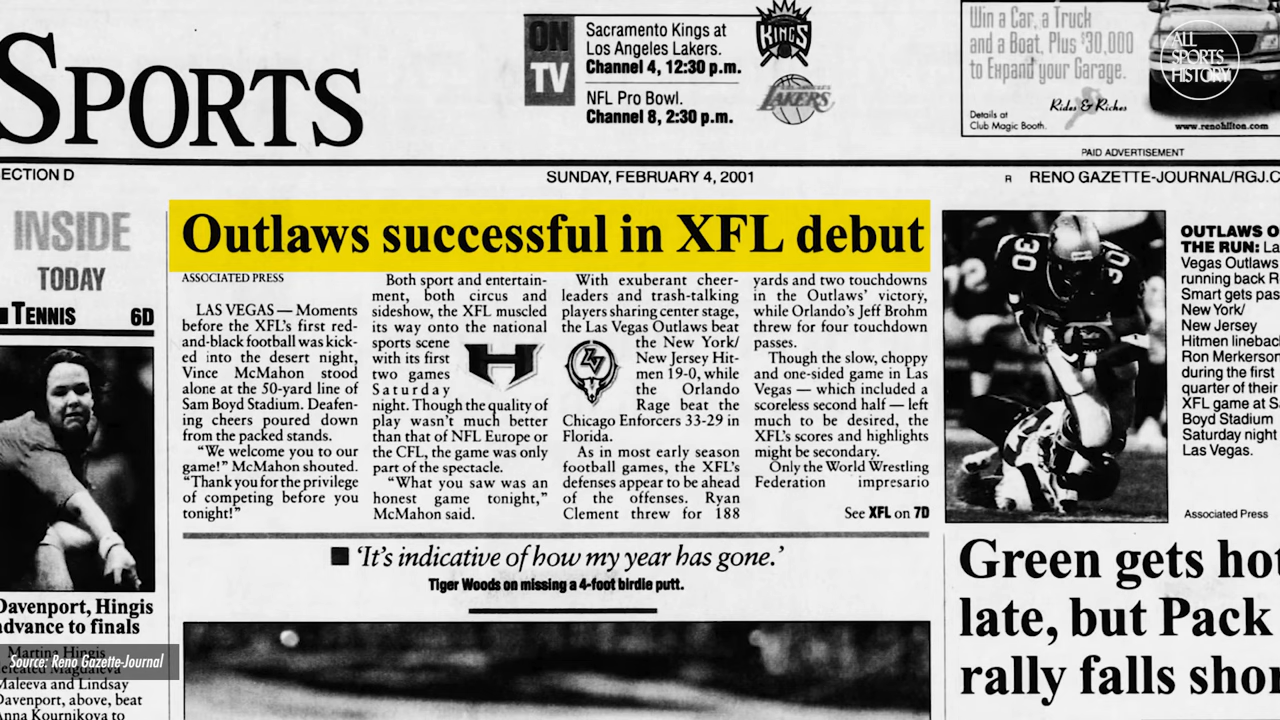 SPORTS
ON
TV
Sacramento Kings at
Los Angeles Lakers.
Channel 4, 12:30 p.m.
NFL Pro Bowl.
Channel 8, 2:30 p.m.
KINGS
LAKERS
Win a Car, a Truck
and a Boat, Plus $30,000
to Expand your Garage.
Rides & Riches
Details at
Club Magic Booth.
www.renohilton.com
ALL
SPORTS
HISTORY
PAID ADVERTISEMENT
ECTION D
SUNDAY, FEBRUARY 4, 2001
R RENO GAZETTE-JOURNAL/RGJ.C
INSIDE
TODAY
TENNIS 6D
Davenport, Hingis
advance to finals
Martina Hingis
defeated Magdalena
Maleeva and Lindsay
Davenport, above, beat
Anna Kournikova to
Source: Reno Gazette-Journal
Outlaws successful in XFL debut
ASSOCIATED PRESS
LAS VEGAS — Moments
before the XFL's first red-
and-black football was kick-
ed into the desert night,
Vince McMahon stood
alone at the 50-yard line of
Sam Boyd Stadium. Deafen-
ing cheers poured down
from the packed stands.
"We welcome you to our
game!" McMahon shouted.
"Thank you for the privilege
of competing before you
tonight!"
Both sport and entertain-
ment, both circus and
sideshow, the XFL muscled
its way onto the national
sports scene
with its first
two games
Saturday
night. Though the quality of
play wasn't much better
than that of NFL Europe or
the CFL, the game was only
part of the spectacle.
"What you saw was an
honest game tonight,"
McMahon said.
With exuberant cheer-
leaders and trash-talking
players sharing center stage,
the Las Vegas Outlaws beat
the New York/
New Jersey Hit-
men 19-0, while
the Orlando
Rage beat the
Chicago Enforcers 33-29 in
Florida.
As in most early season
football games, the XFL's
defenses appear to be ahead
of the offenses. Ryan
Clement threw for 188
yards and two touchdowns
in the Outlaws' victory,
while Orlando's Jeff Brohm
threw for four touchdown
passes.
Though the slow, choppy
and one-sided game in Las
Vegas — which included a
scoreless second half — left
much to be desired, the
XFL's scores and highlights
might be secondary.
Only the World Wrestling
Federation impresario
See XFL on 7D
30
OUTLAWS O
THE RUN: La
Vegas Outlaws
running back R
Smart gets pas
New York/
New Jersey
Hitmen lineback
Ron Merkerson
during the first
quarter of their
XFL game at S
Boyd Stadium
Saturday night
Las Vegas.
Associated Press
'It's indicative of how my year has gone.'
Tiger Woods on missing a 4-foot birdie putt.
Green gets hot
late, but Pack
rally falls shor